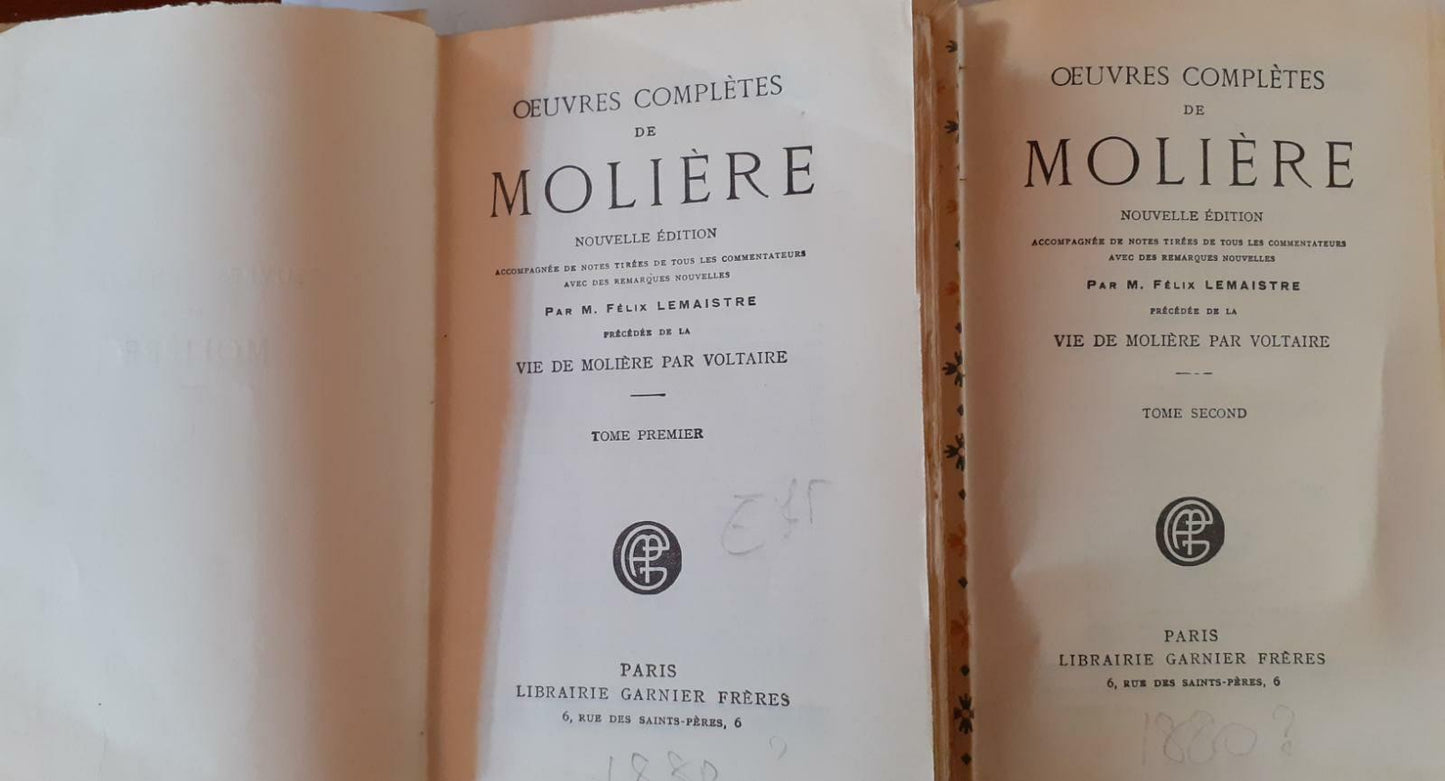 OEUVRES COMPLÈTES
DE
MOLIÈRE
NOUVELLE ÉDITION
ACCOMPAGNÉE DE NOTES TIRÉES DE TOUS LES COMMENTATEURS
AVEC DES REMARQUES NOUVELLES
PAR M. FÉLIX LEMAISTRE
PRÉCÉDÉE DE LA
VIE DE MOLIÈRE PAR VOLTAIRE
TOME PREMIER
PARIS
LIBRAIRIE GARNIER FRÈRES
6, RUE DES SAINTS-PÈRES, 6
1880 ?
OEUVRES COMPLÈTES
DE
MOLIÈRE
NOUVELLE ÉDITION
ACCOMPAGNÉE DE NOTES TIRÉES DE TOUS LES COMMENTATEURS
AVEC DES REMARQUES NOUVELLES
PAR M. FÉLIX LEMAISTRE
PRÉCÉDÉE DE LA
VIE DE MOLIÈRE PAR VOLTAIRE
TOME SECOND
PARIS
LIBRAIRIE GARNIER FRÈRES
6, RUE DES SAINTS-PÈRES, 6
1880 ?